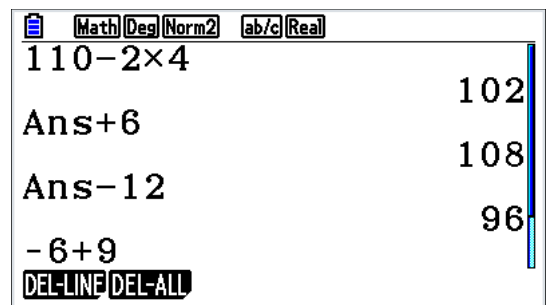 Math Deg Norm2 ab/c Real
110-2×4
102
Ans+6
108
Ans-12
96
-6+9
DEL-LINE DEL-ALL